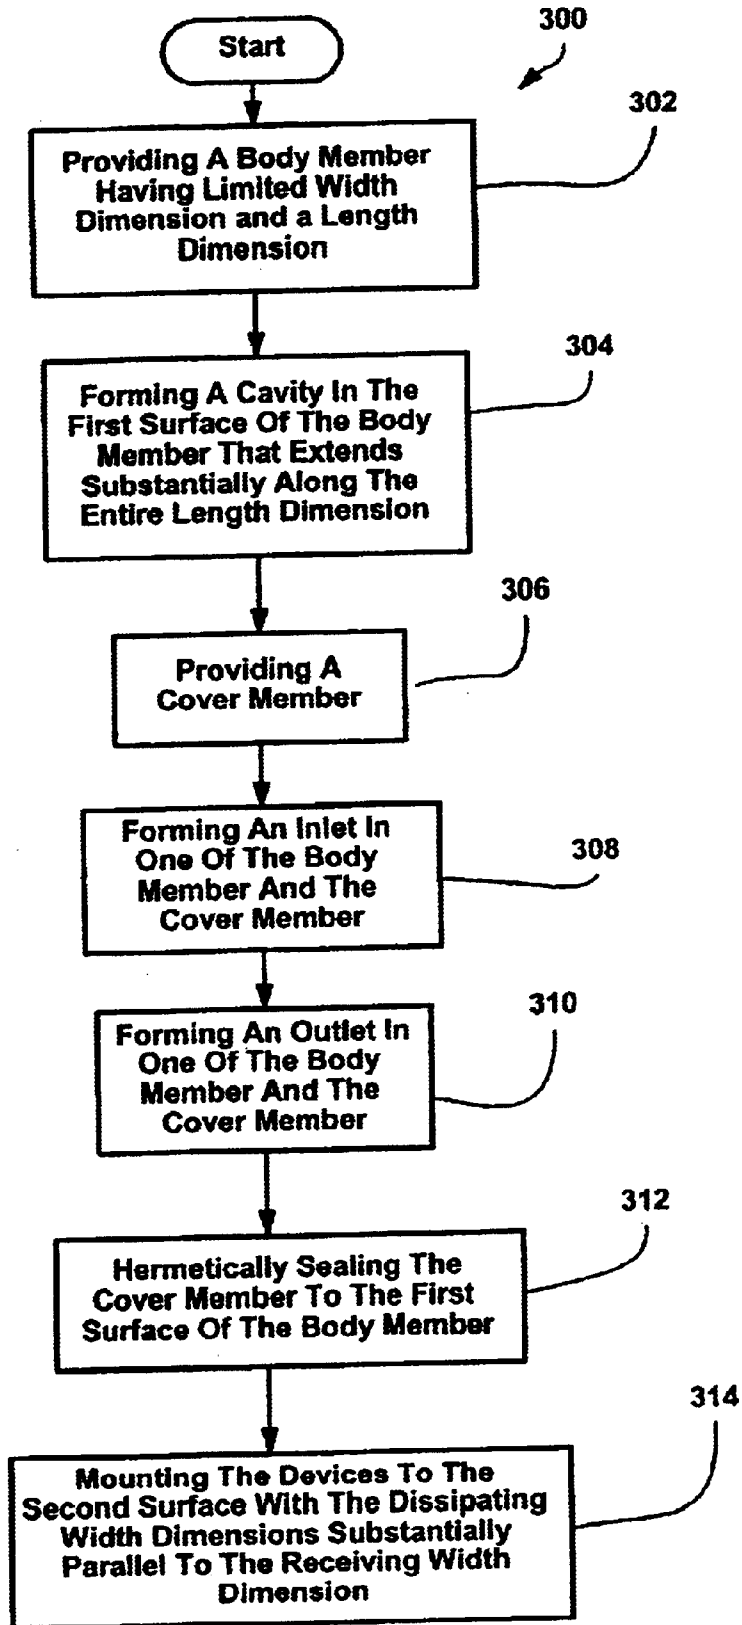 Start
300
302
Providing A Body Member
Having Limited Width
Dimension and a Length
Dimension
304
Forming A Cavity In The
First Surface Of The Body
Member That Extends
Substantially Along The
Entire Length Dimension
306
Providing A
Cover Member
308
Forming An Inlet In
One Of The Body
Member And The
Cover Member
310
Forming An Outlet In
One Of The Body
Member And The
Cover Member
312
Hermetically Sealing The
Cover Member To The First
Surface Of The Body Member
314
Mounting The Devices To The
Second Surface With The Dissipating
Width Dimensions Substantially
Parallel To The Receiving Width
Dimension